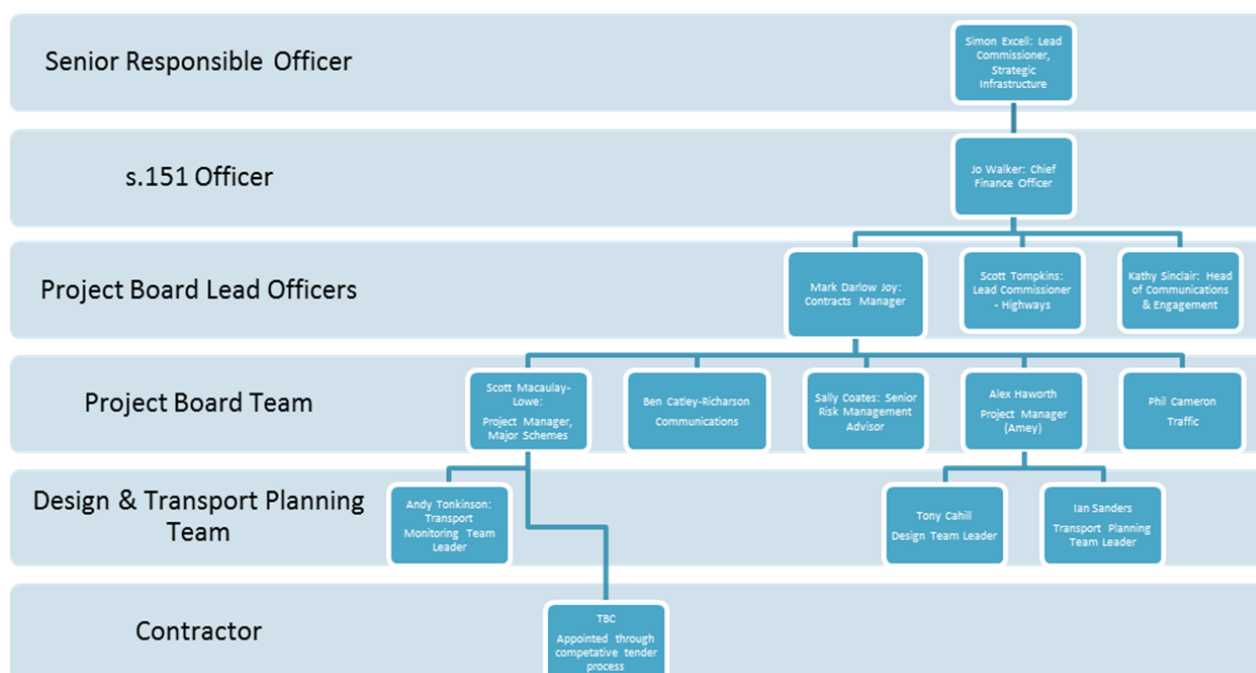 Senior Responsible Officer
Simon Excell: Lead
Commissioner,
Strategic
Infrastructure
s.151 Officer
Jo Walker: Chief
Finance Officer
Project Board Lead Officers
Mark Darlow Joy:
Contracts Manager
Scott Tompkins:
Lead Commissioner
- Highways
Kathy Sinclair: Head
of Communications
& Engagement
Project Board Team
Scott Macaulay-
Lowe:
Project Manager,
Major Schemes
Ben Catley-Richarson
Communications
Sally Coates: Senior
Risk Management
Advisor
Alex Haworth
Project Manager
(Amey)
Phil Cameron
Traffic
Design & Transport Planning
Team
Andy Tonkinson:
Transport
Monitoring Team
Leader
Tony Cahill
Design Team Leader
Ian Sanders
Transport Planning
Team Leader
Contractor
TBC
Appointed through
competative tender
process